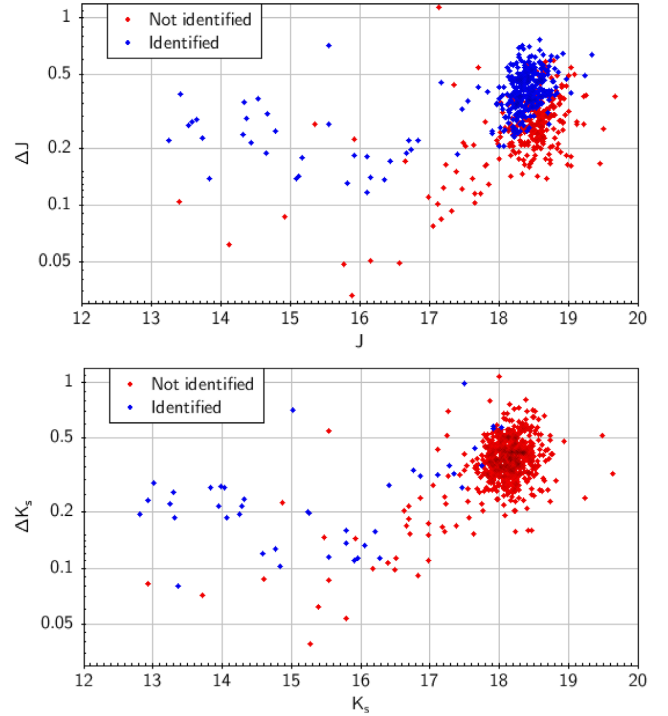 Not identified
Identified
1
0.5
0.2
0.1
0.05
ΔJ
12 13 14 15 16 17 18 19 20
J
Not identified
Identified
1
0.5
0.2
0.1
0.05
ΔKs
12 13 14 15 16 17 18 19 20
Ks